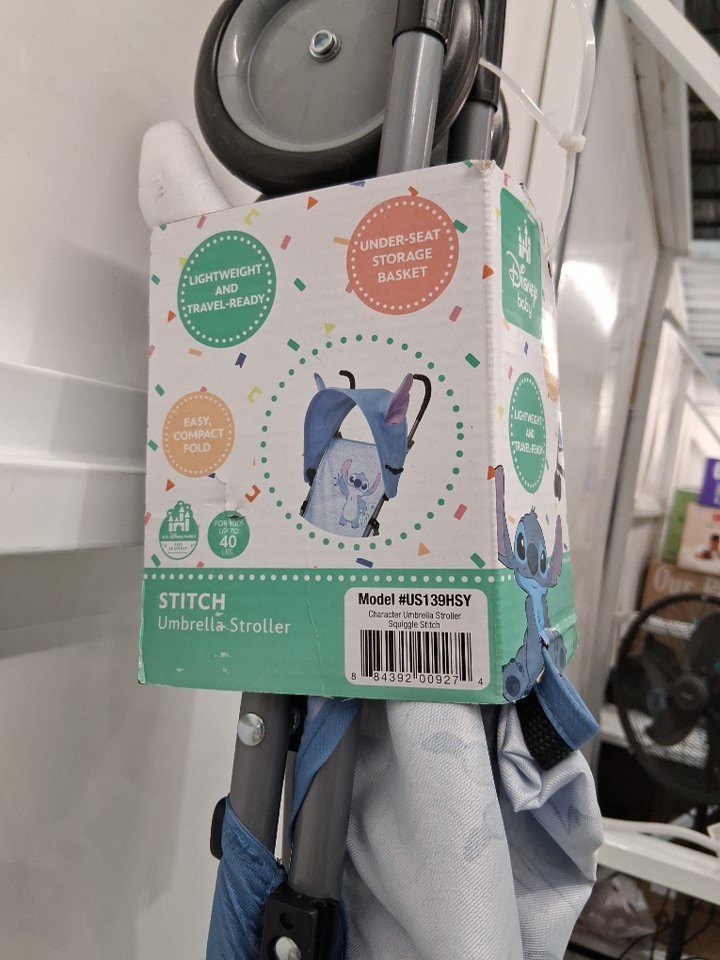 LIGHTWEIGHT
AND
TRAVEL-READY
UNDER-SEAT
STORAGE
BASKET
EASY,
COMPACT
FOLD
FOR KIDS
UP TO
40
LBS.
STITCH
Umbrella Stroller
Model #US139HSY
Character Umbrella Stroller
Squiggle Stitch
8 84392 00927 4
Disney
baby
LIGHTWEIGHT
AND
TRAVEL-READY